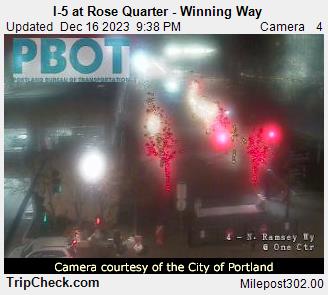 I-5 at Rose Quarter - Winning Way
Updated Dec 16 2023 9:38 PM Camera 4
PBOT
PORTLAND BUREAU OF TRANSPORTATION
4 - N. Ramsey Wy
@ One Ctr
Camera courtesy of the City of Portland
TripCheck.com Milepost302.00